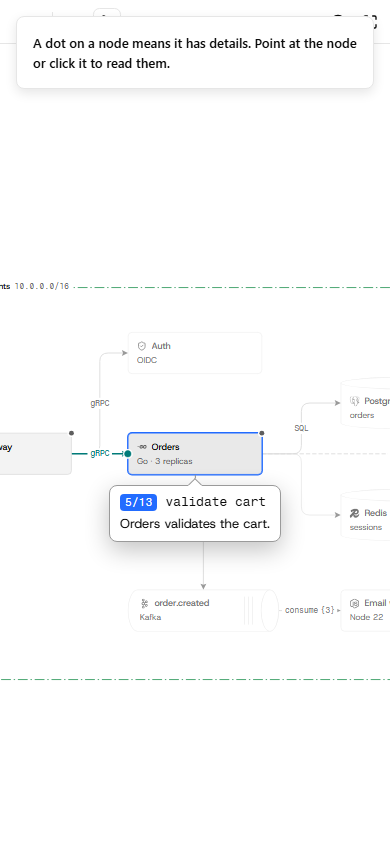 A dot on a node means it has details. Point at the node
or click it to read them.
nts 10.0.0.0/16
Auth
OIDC
gRPC
SQL
Postgr
orders
way
gRPC
Orders
Go · 3 replicas
5/13 validate cart
Orders validates the cart.
Redis
sessions
order.created
Kafka
consume {3}
Email
Node 22